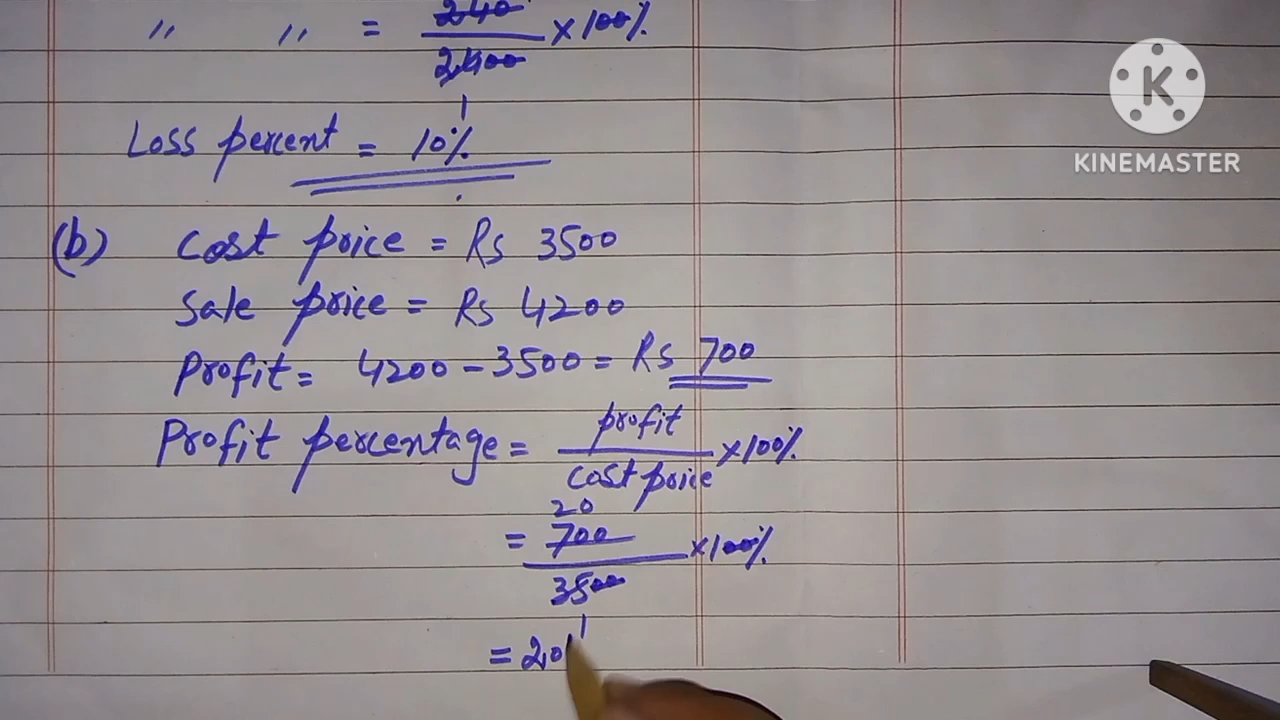 " " = 240/2400 ×100%
1
Loss percent = 10%
(b) Cost price = Rs 3500
Sale price = Rs 4200
Profit = 4200 - 3500 = Rs 700
Profit percentage = profit/cost price ×100%
20
= 700/3500 ×100%
1
= 20
KINEMASTER